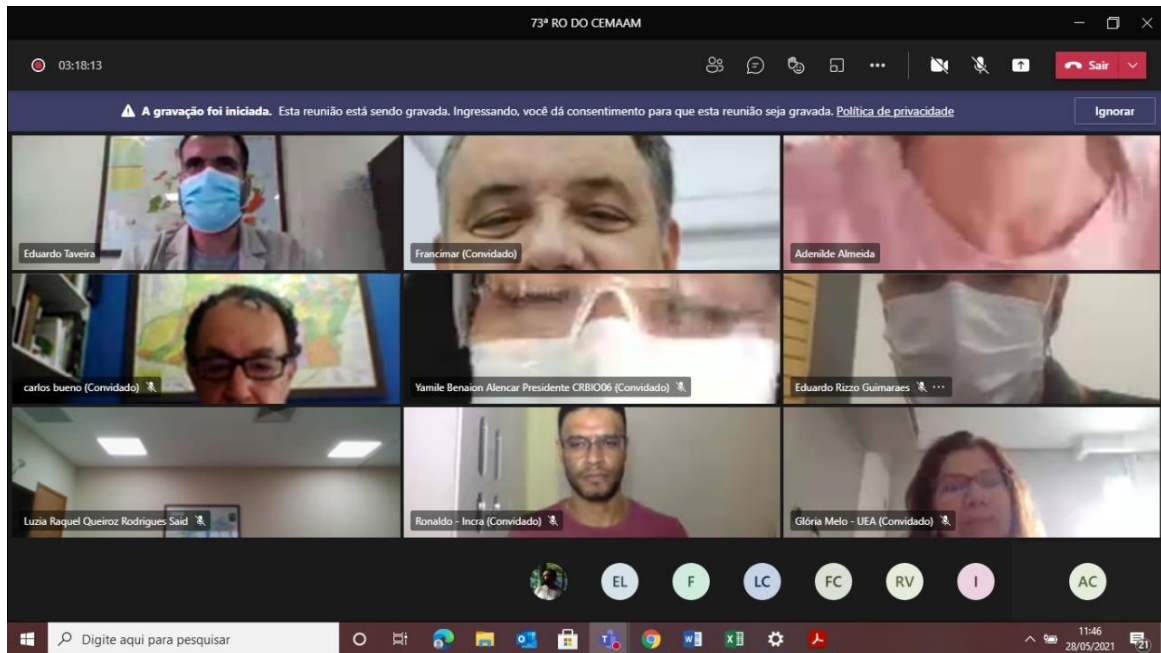 73ª RO DO CEMAAM
03:18:13
Sair
A gravação foi iniciada. Esta reunião está sendo gravada. Ingressando, você dá consentimento para que esta reunião seja gravada. Política de privacidade
Ignorar
Eduardo Taveira
Francimar (Convidado)
Adenilde Almeida
carlos bueno (Convidado)
Yamile Benaion Alencar Presidente CRBIO06 (Convidado)
Eduardo Rizzo Guimaraes
Luzia Raquel Queiroz Rodrigues Said
Ronaldo - Incra (Convidado)
Glória Melo - UEA (Convidado)
EL
F
LC
FC
RV
I
AC
Digite aqui para pesquisar
11:46
28/05/2021
21